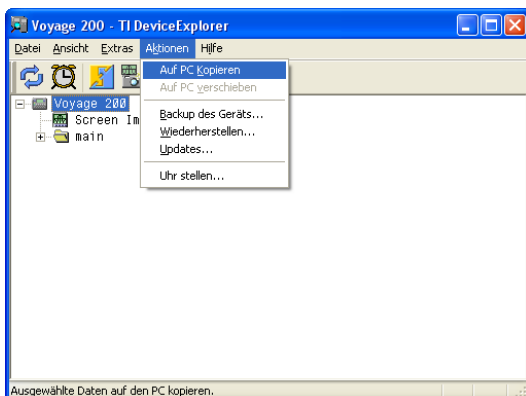 Voyage 200 - TI DeviceExplorer
Datei Ansicht Extras Aktionen Hilfe
Auf PC Kopieren
Auf PC verschieben
Backup des Geräts...
Wiederherstellen...
Updates...
Uhr stellen...
Voyage 200
Screen Im
main
Ausgewählte Daten auf den PC kopieren.